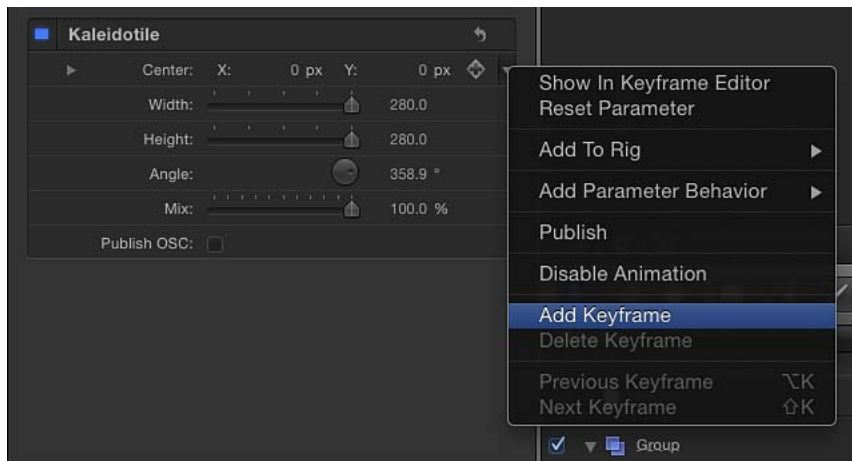 Kaleidotile
Center: X: 0 px Y: 0 px
Width: 280.0
Height: 280.0
Angle: 358.9 °
Mix: 100.0 %
Publish OSC:
Show In Keyframe Editor
Reset Parameter
Add To Rig
Add Parameter Behavior
Publish
Disable Animation
Add Keyframe
Delete Keyframe
Previous Keyframe ⌥K
Next Keyframe ⇧K
Group